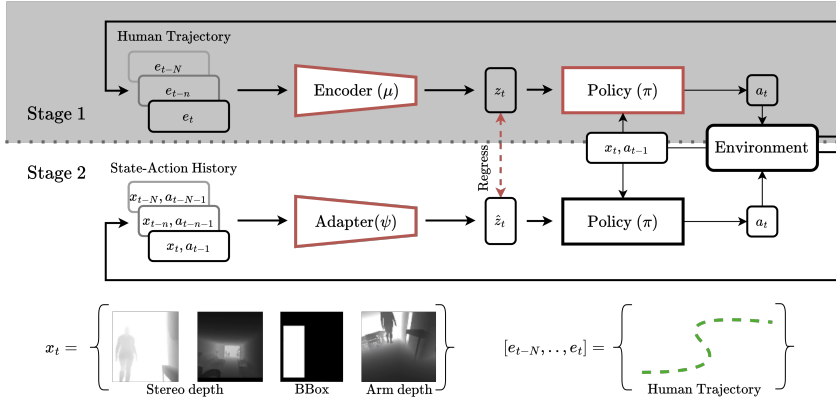 Human Trajectory
e_{t−N}
e_{t−n}
e_t
Encoder (μ)
z_t
Policy (π)
a_t
Stage 1
x_t, a_{t−1}
Environment
Stage 2
State-Action History
Regress
x_{t−N}, a_{t−N−1}
x_{t−n}, a_{t−n−1}
x_t, a_{t−1}
Adapter(ψ)
ẑ_t
Policy (π)
a_t
x_t =
[e_{t−N}, . . , e_t] =
Stereo depth
BBox
Arm depth
Human Trajectory